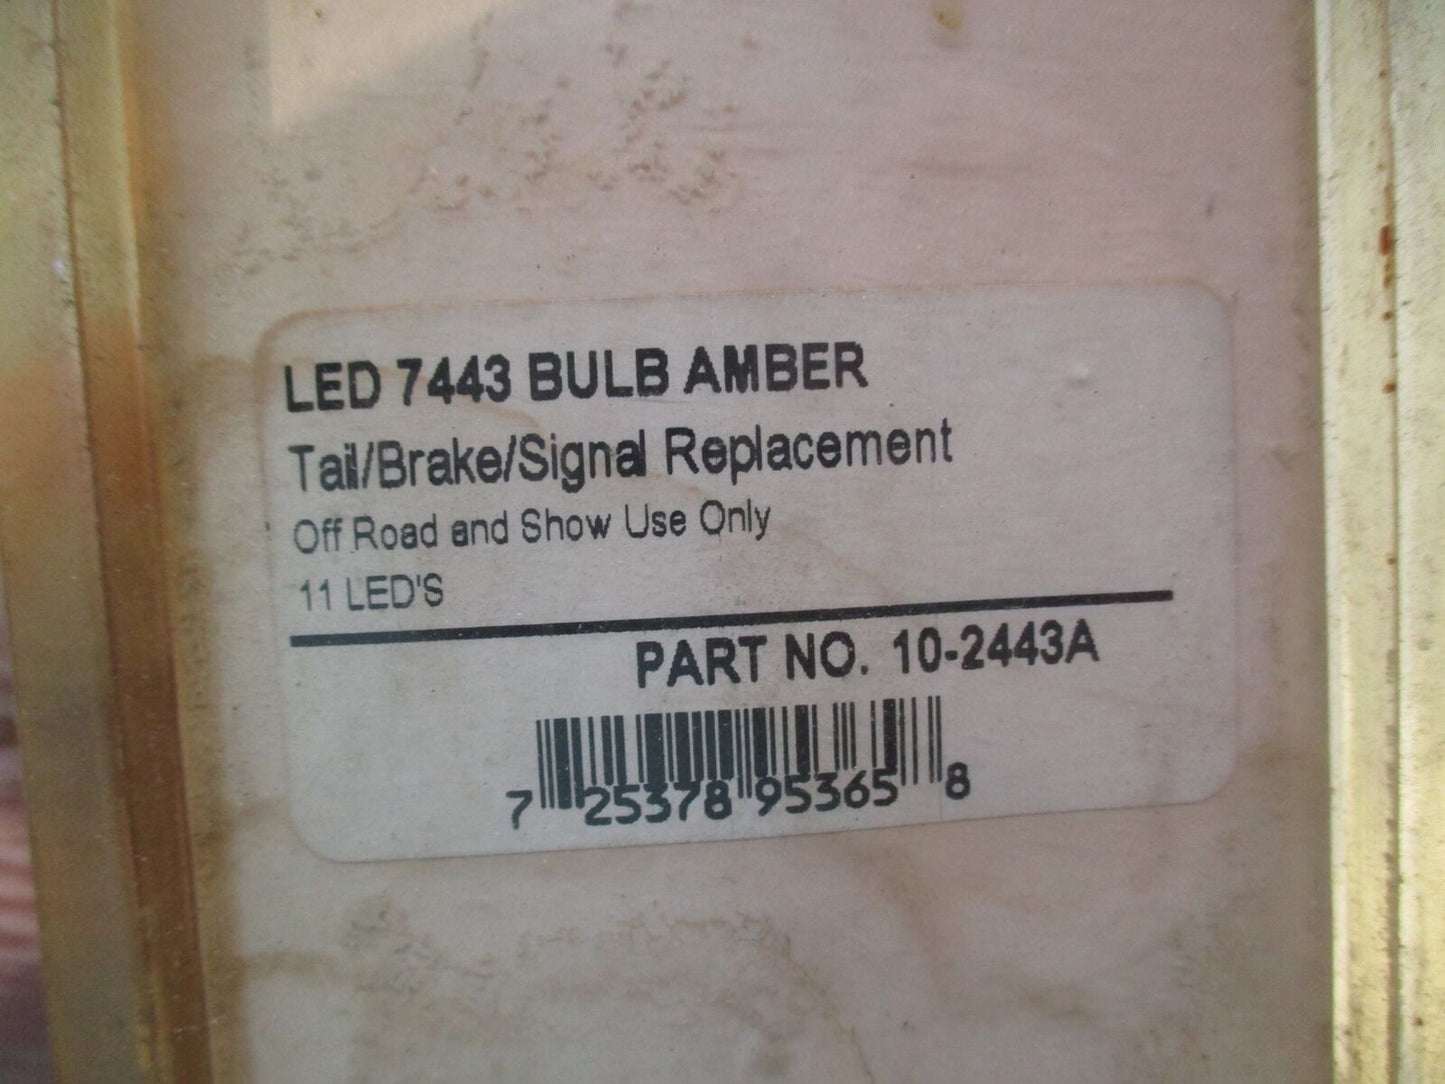 LED 7443 BULB AMBER
Tail/Brake/Signal Replacement
Off Road and Show Use Only
11 LED'S
PART NO. 10-2443A
7 25378 95365 8